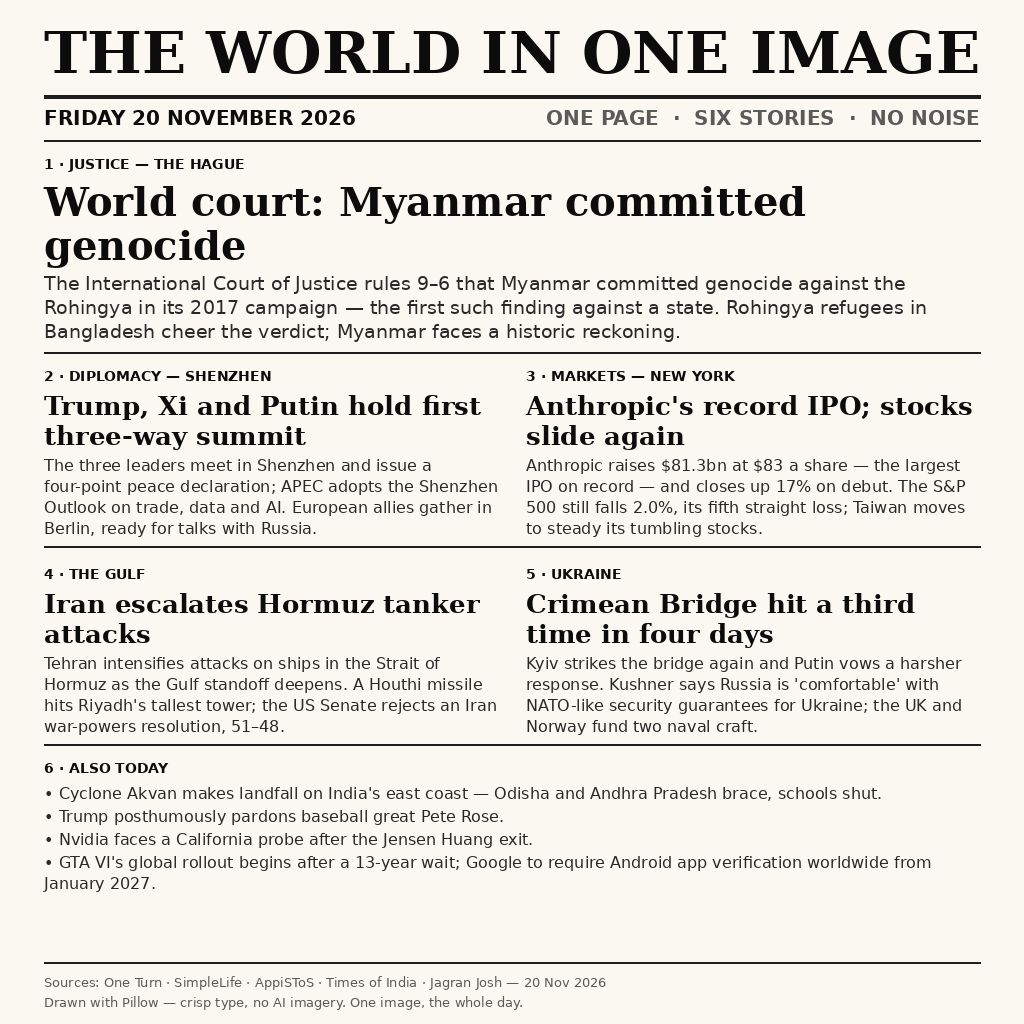 THE WORLD IN ONE IMAGE
FRIDAY 20 NOVEMBER 2026
ONE PAGE · SIX STORIES · NO NOISE
1 · JUSTICE — THE HAGUE
World court: Myanmar committed
genocide
The International Court of Justice rules 9–6 that Myanmar committed genocide against the
Rohingya in its 2017 campaign — the first such finding against a state. Rohingya refugees in
Bangladesh cheer the verdict; Myanmar faces a historic reckoning.
2 · DIPLOMACY — SHENZHEN
Trump, Xi and Putin hold first
three-way summit
The three leaders meet in Shenzhen and issue a
four-point peace declaration; APEC adopts the Shenzhen
Outlook on trade, data and AI. European allies gather in
Berlin, ready for talks with Russia.
3 · MARKETS — NEW YORK
Anthropic's record IPO; stocks
slide again
Anthropic raises $81.3bn at $83 a share — the largest
IPO on record — and closes up 17% on debut. The S&P
500 still falls 2.0%, its fifth straight loss; Taiwan moves
to steady its tumbling stocks.
4 · THE GULF
Iran escalates Hormuz tanker
attacks
Tehran intensifies attacks on ships in the Strait of
Hormuz as the Gulf standoff deepens. A Houthi missile
hits Riyadh's tallest tower; the US Senate rejects an Iran
war-powers resolution, 51–48.
5 · UKRAINE
Crimean Bridge hit a third
time in four days
Kyiv strikes the bridge again and Putin vows a harsher
response. Kushner says Russia is 'comfortable' with
NATO-like security guarantees for Ukraine; the UK and
Norway fund two naval craft.
6 · ALSO TODAY
• Cyclone Akvan makes landfall on India's east coast — Odisha and Andhra Pradesh brace, schools shut.
• Trump posthumously pardons baseball great Pete Rose.
• Nvidia faces a California probe after the Jensen Huang exit.
• GTA VI's global rollout begins after a 13-year wait; Google to require Android app verification worldwide from
January 2027.
Sources: One Turn · SimpleLife · AppiSToS · Times of India · Jagran Josh — 20 Nov 2026
Drawn with Pillow — crisp type, no AI imagery. One image, the whole day.